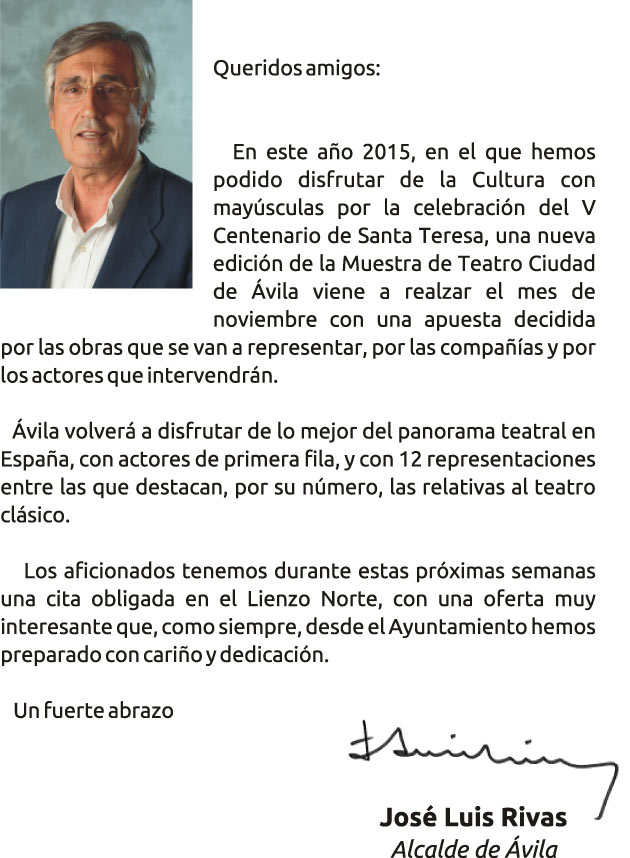 Queridos amigos:
En este año 2015, en el que hemos
podido disfrutar de la Cultura con
mayúsculas por la celebración del V
Centenario de Santa Teresa, una nueva
edición de la Muestra de Teatro Ciudad
de Ávila viene a realzar el mes de
noviembre con una apuesta decidida
por las obras que se van a representar, por las compañías y por
los actores que intervendrán.
Ávila volverá a disfrutar de lo mejor del panorama teatral en
España, con actores de primera fila, y con 12 representaciones
entre las que destacan, por su número, las relativas al teatro
clásico.
Los aficionados tenemos durante estas próximas semanas
una cita obligada en el Lienzo Norte, con una oferta muy
interesante que, como siempre, desde el Ayuntamiento hemos
preparado con cariño y dedicación.
Un fuerte abrazo
José Luis Rivas
Alcalde de Ávila